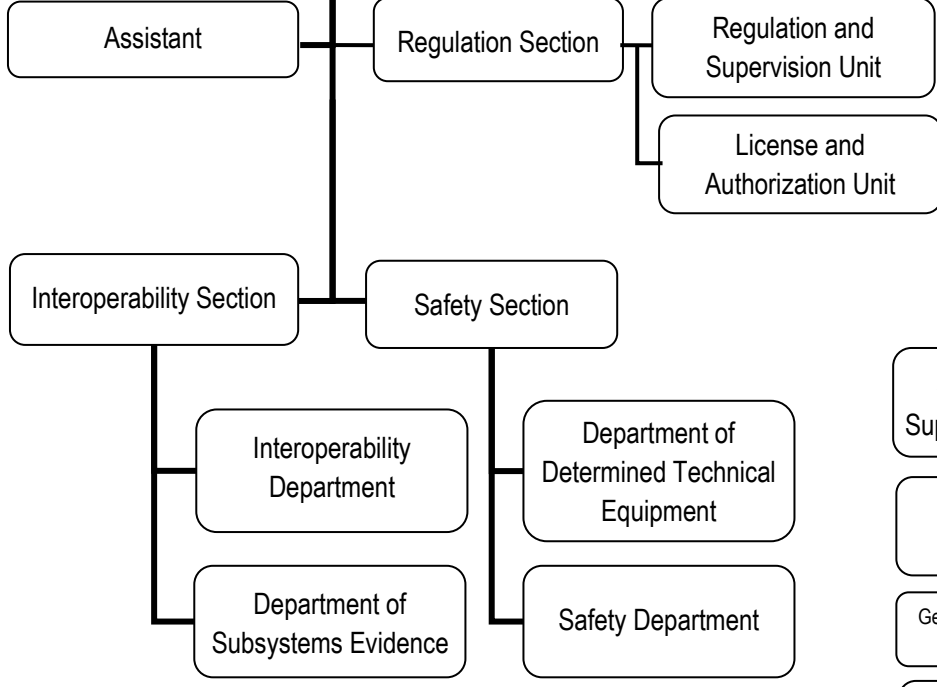 Assistant
Regulation Section
Regulation and
Supervision Unit
License and
Authorization Unit
Interoperability Section
Safety Section
Interoperability
Department
Department of
Determined Technical
Equipment
Department of
Subsystems Evidence
Safety Department